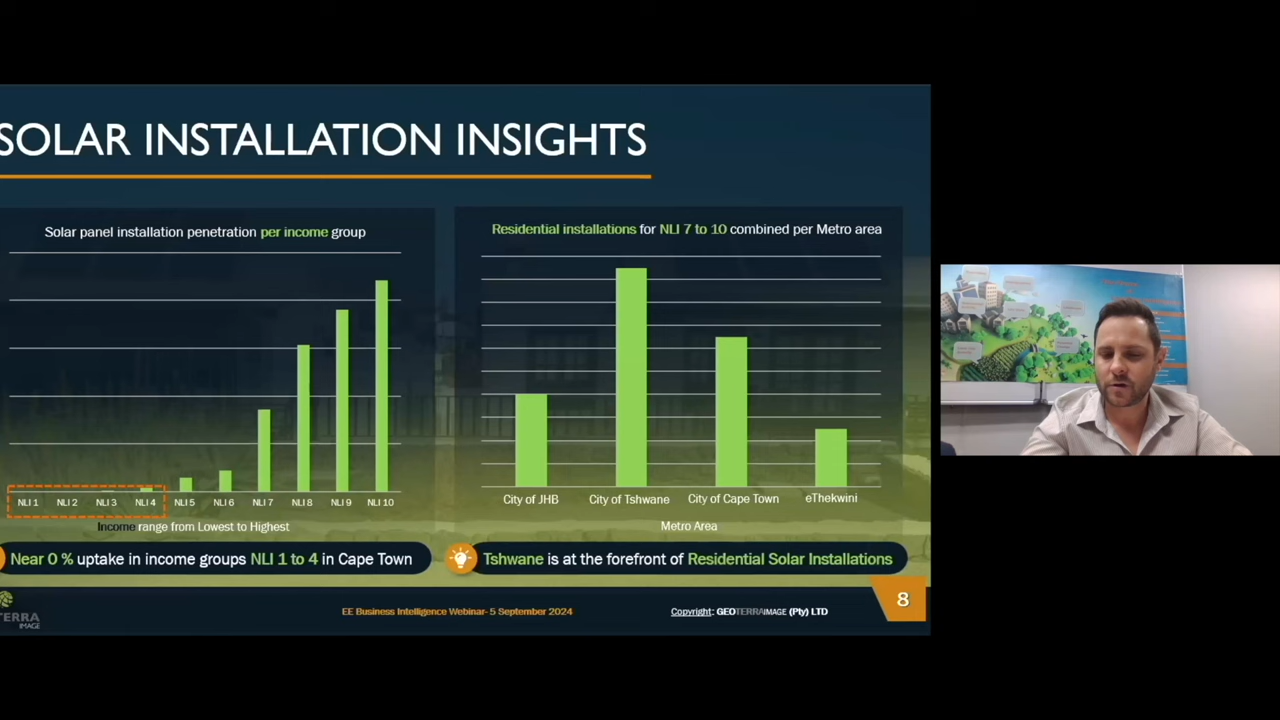 SOLAR INSTALLATION INSIGHTS
Solar panel installation penetration per income group
NLI 1 NLI 2 NLI 3 NLI 4 NLI 5 NLI 6 NLI 7 NLI 8 NLI 9 NLI 10
Income range from Lowest to Highest
Near 0 % uptake in income groups NLI 1 to 4 in Cape Town
Residential installations for NLI 7 to 10 combined per Metro area
City of JHB City of Tshwane City of Cape Town eThekwini
Metro Area
Tshwane is at the forefront of Residential Solar Installations
TERRA
IMAGE
EE Business Intelligence Webinar- 5 September 2024
Copyright: GEOTERRAIMAGE (Pty) LTD
8